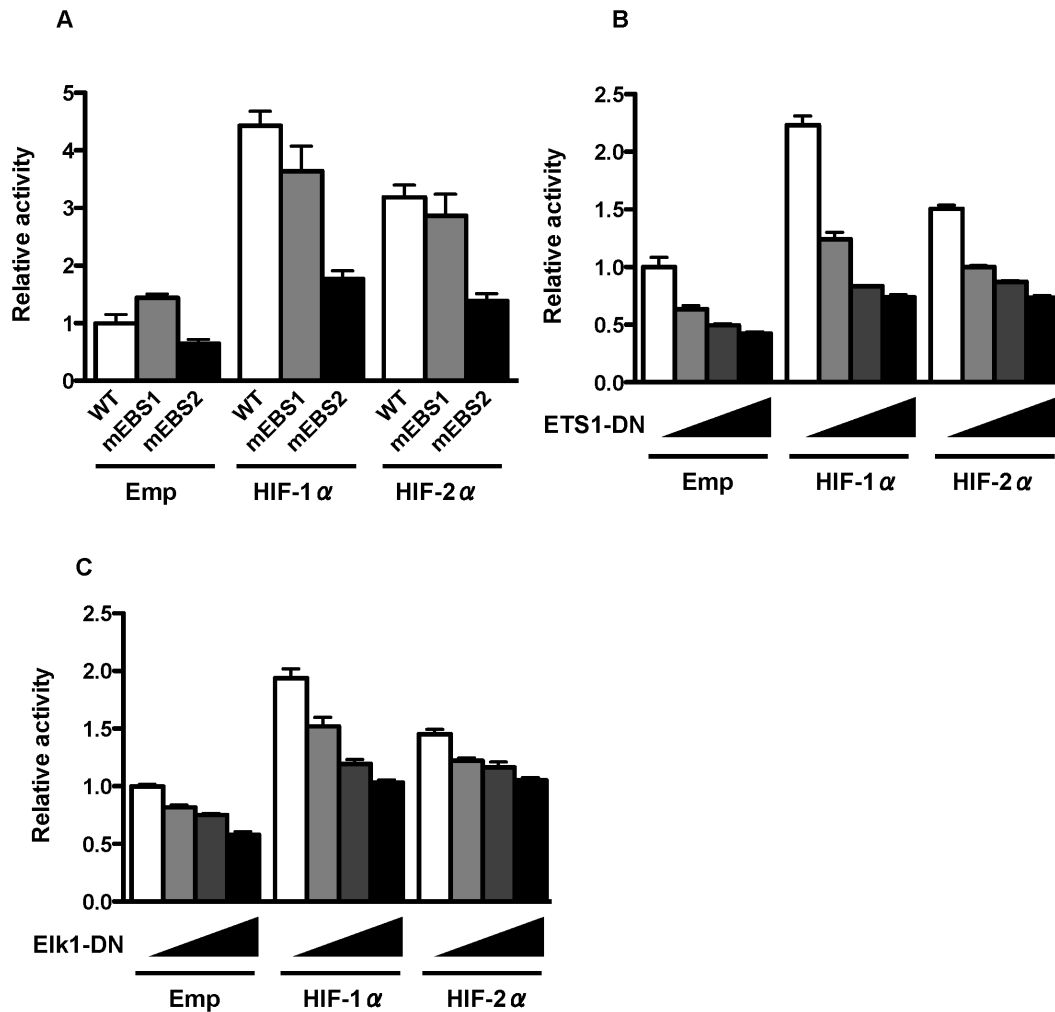 A
Relative activity
5
4
3
2
1
0
WT mEBS1 mEBS2 WT mEBS1 mEBS2 WT mEBS1 mEBS2
Emp HIF-1α HIF-2α
B
Relative activity
2.5
2.0
1.5
1.0
0.5
0.0
ETS1-DN
Emp HIF-1α HIF-2α
C
Relative activity
2.5
2.0
1.5
1.0
0.5
0.0
Elk1-DN
Emp HIF-1α HIF-2α